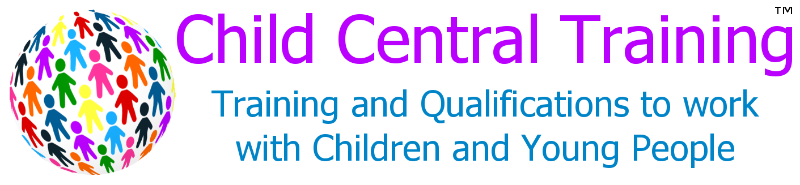 Child Central Training™
Training and Qualifications to work
with Children and Young People